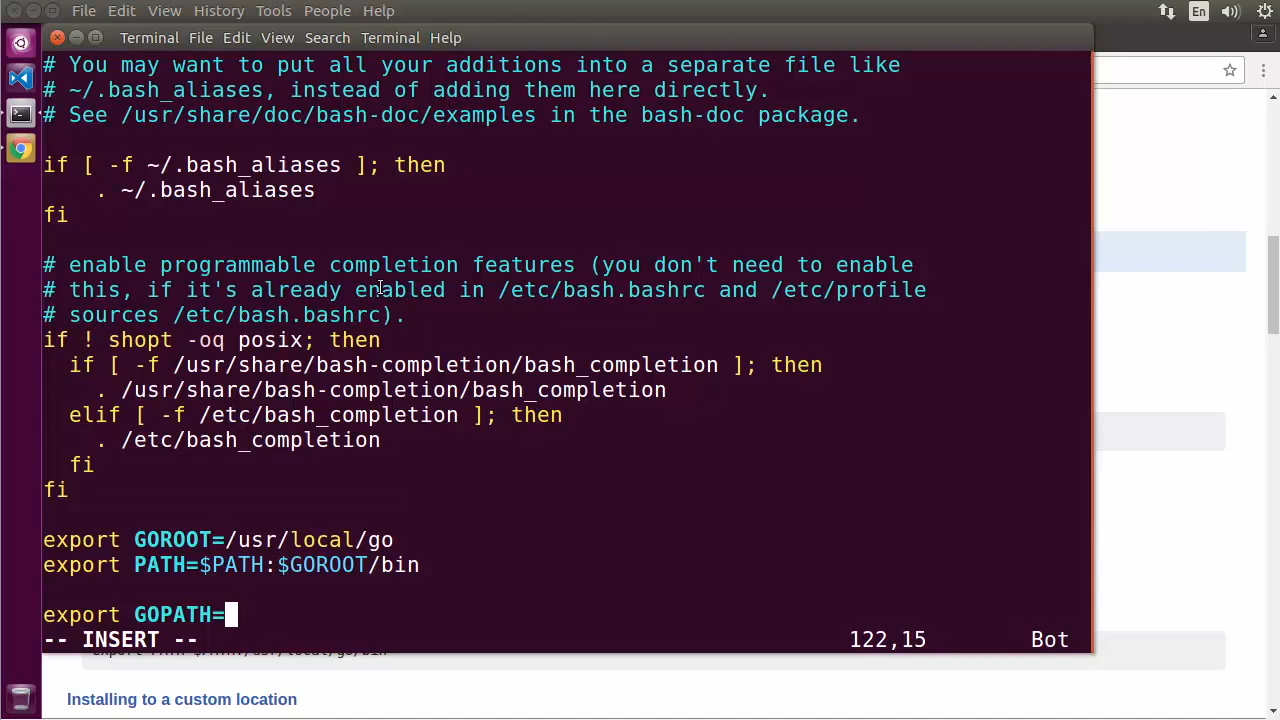 File Edit View History Tools People Help
En
Terminal File Edit View Search Terminal Help
# You may want to put all your additions into a separate file like
# ~/.bash_aliases, instead of adding them here directly.
# See /usr/share/doc/bash-doc/examples in the bash-doc package.
if [ -f ~/.bash_aliases ]; then
    . ~/.bash_aliases
fi
# enable programmable completion features (you don't need to enable
# this, if it's already enabled in /etc/bash.bashrc and /etc/profile
# sources /etc/bash.bashrc).
if ! shopt -oq posix; then
  if [ -f /usr/share/bash-completion/bash_completion ]; then
    . /usr/share/bash-completion/bash_completion
  elif [ -f /etc/bash_completion ]; then
    . /etc/bash_completion
  fi
fi
export GOROOT=/usr/local/go
export PATH=$PATH:$GOROOT/bin
export GOPATH=
-- INSERT -- 122,15 Bot
Installing to a custom location